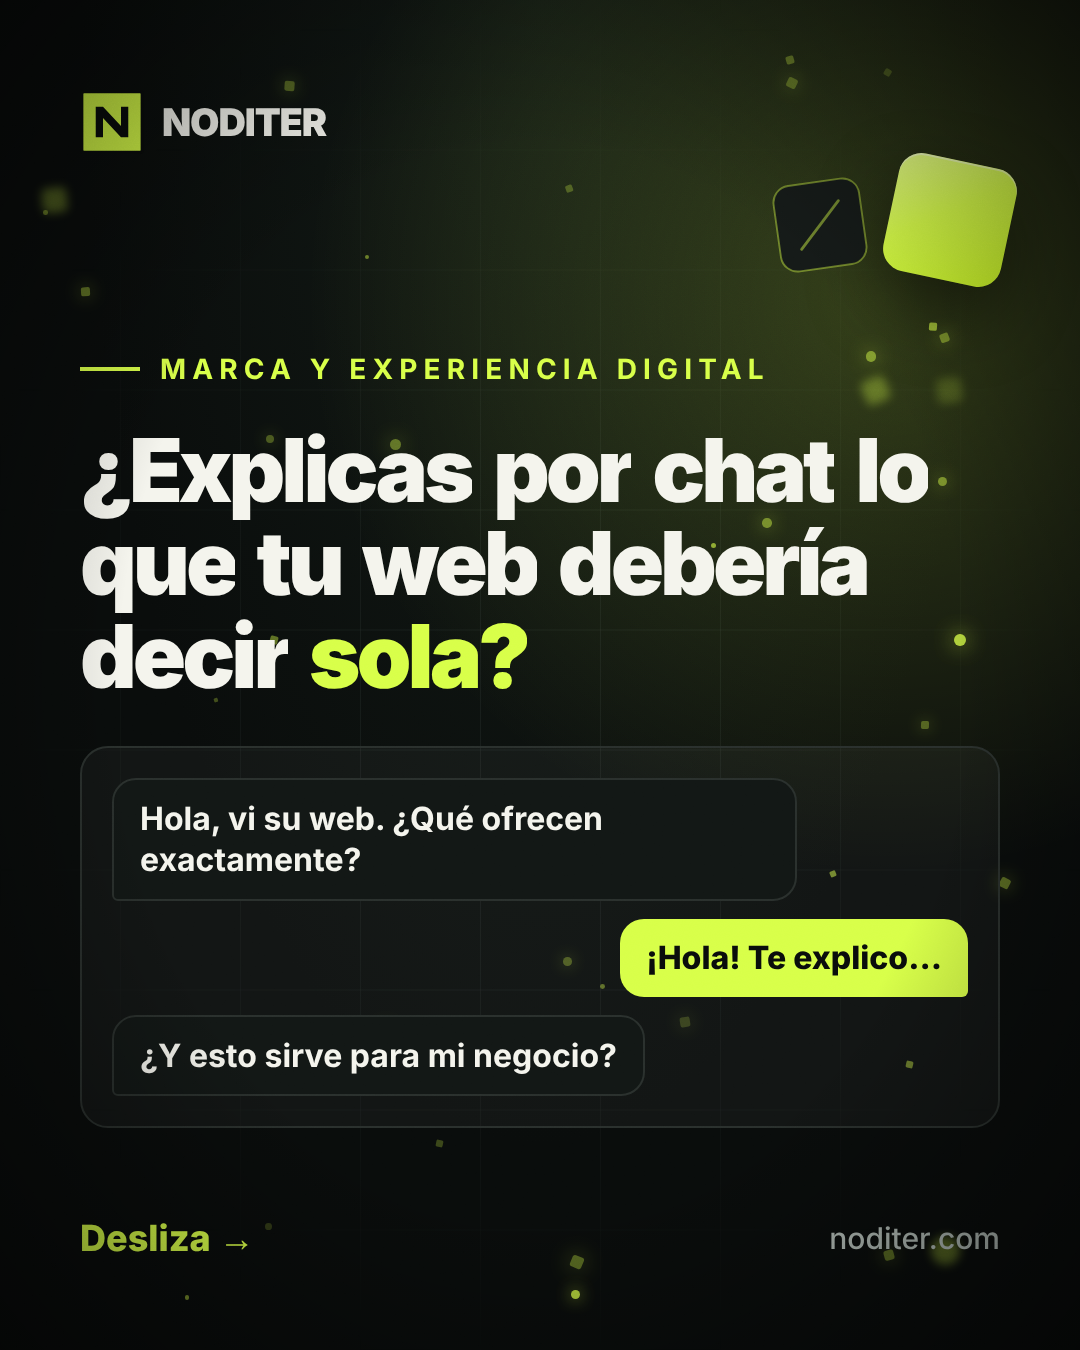 N NODITER
MARCA Y EXPERIENCIA DIGITAL
¿Explicas por chat lo
que tu web debería
decir sola?
Hola, vi su web. ¿Qué ofrecen
exactamente?
¡Hola! Te explico...
¿Y esto sirve para mi negocio?
Desliza →
noditer.com